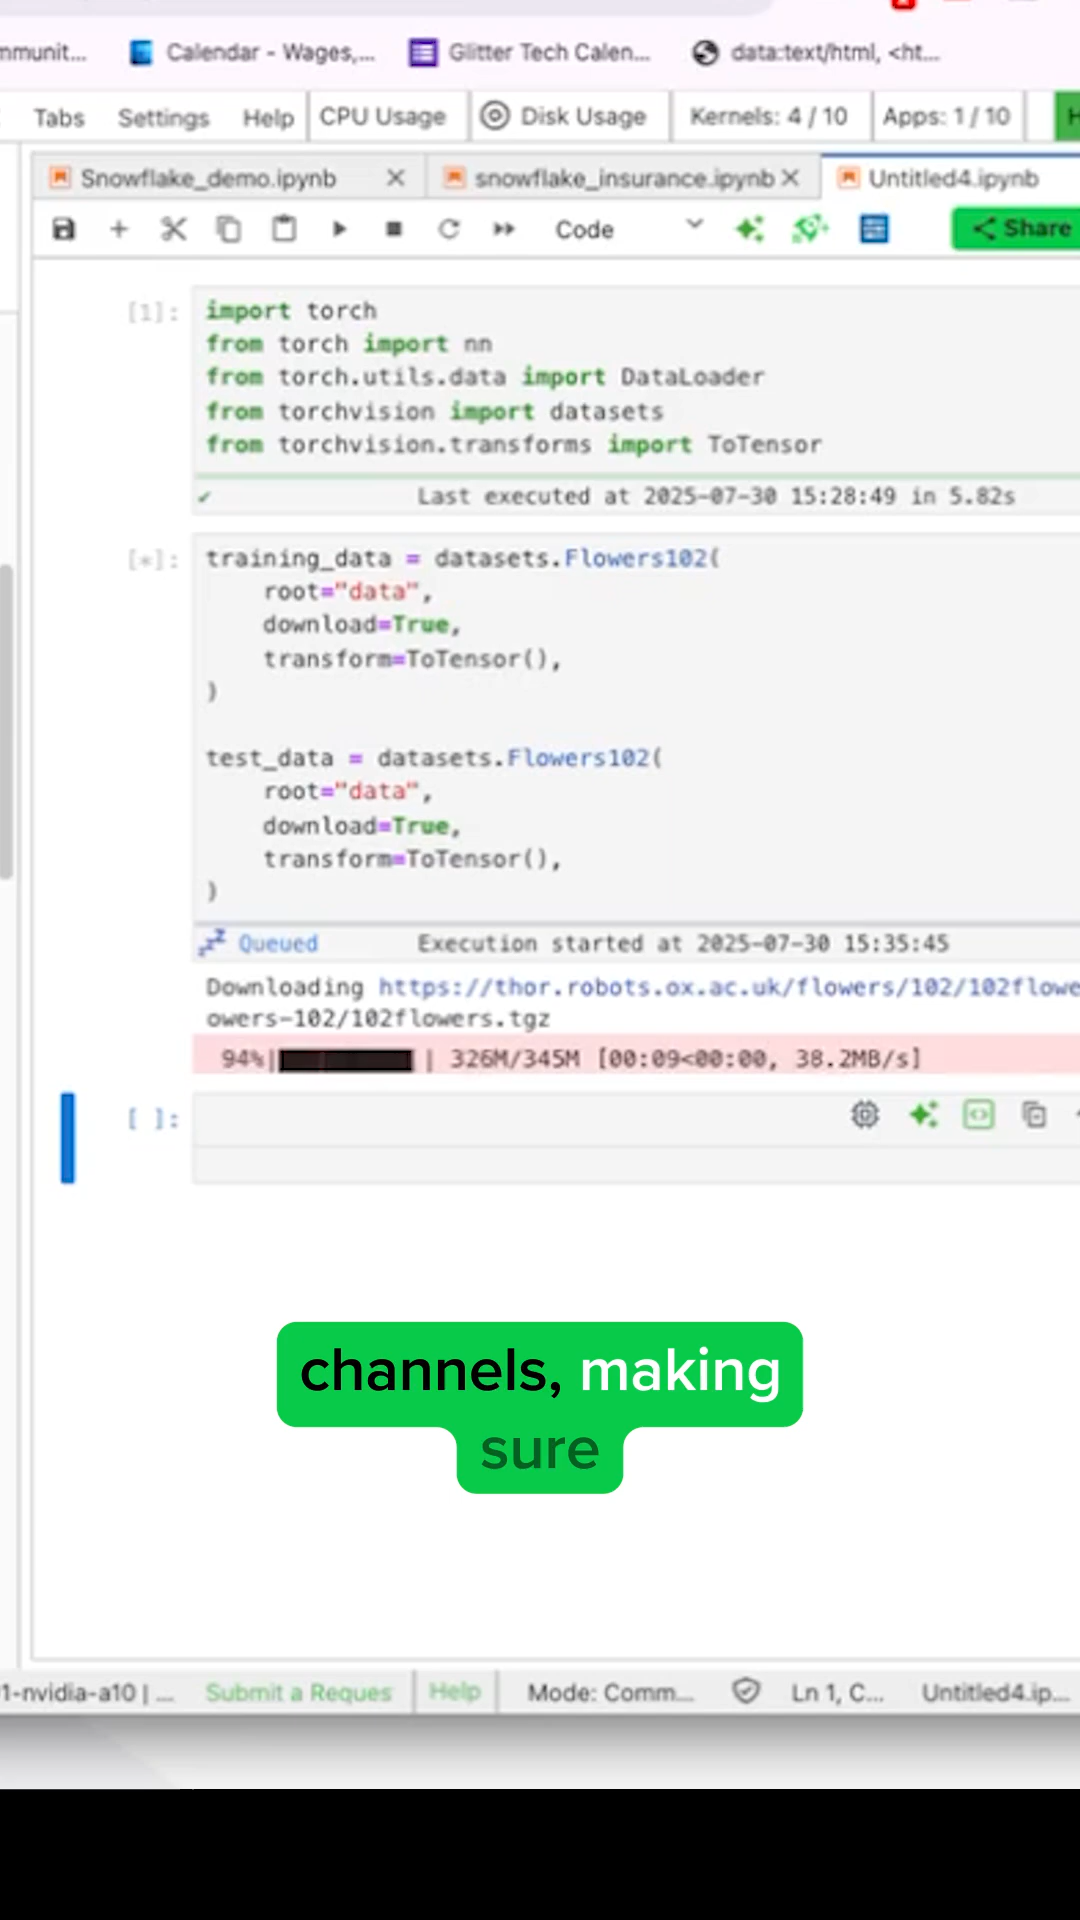 mmunit...
Calendar - Wages,...
Glitter Tech Calen...
data:text/html, <ht...
Tabs
Settings
Help
CPU Usage
Disk Usage
Kernels: 4 / 10
Apps: 1 / 10
H
Snowflake_demo.ipynb
snowflake_insurance.ipynb
Untitled4.ipynb
Code
Share
[1]:
import torch
from torch import nn
from torch.utils.data import DataLoader
from torchvision import datasets
from torchvision.transforms import ToTensor
Last executed at 2025-07-30 15:28:49 in 5.82s
[*]:
training_data = datasets.Flowers102(
root="data",
download=True,
transform=ToTensor(),
)
test_data = datasets.Flowers102(
root="data",
download=True,
transform=ToTensor(),
)
Queued
Execution started at 2025-07-30 15:35:45
Downloading https://thor.robots.ox.ac.uk/flowers/102/102flowe
owers-102/102flowers.tgz
94%| | 326M/345M [00:09<00:00, 38.2MB/s]
[ ]:
channels, making
sure
1-nvidia-a10 | ...
Submit a Reques
Help
Mode: Comm...
Ln 1, C...
Untitled4.ip...